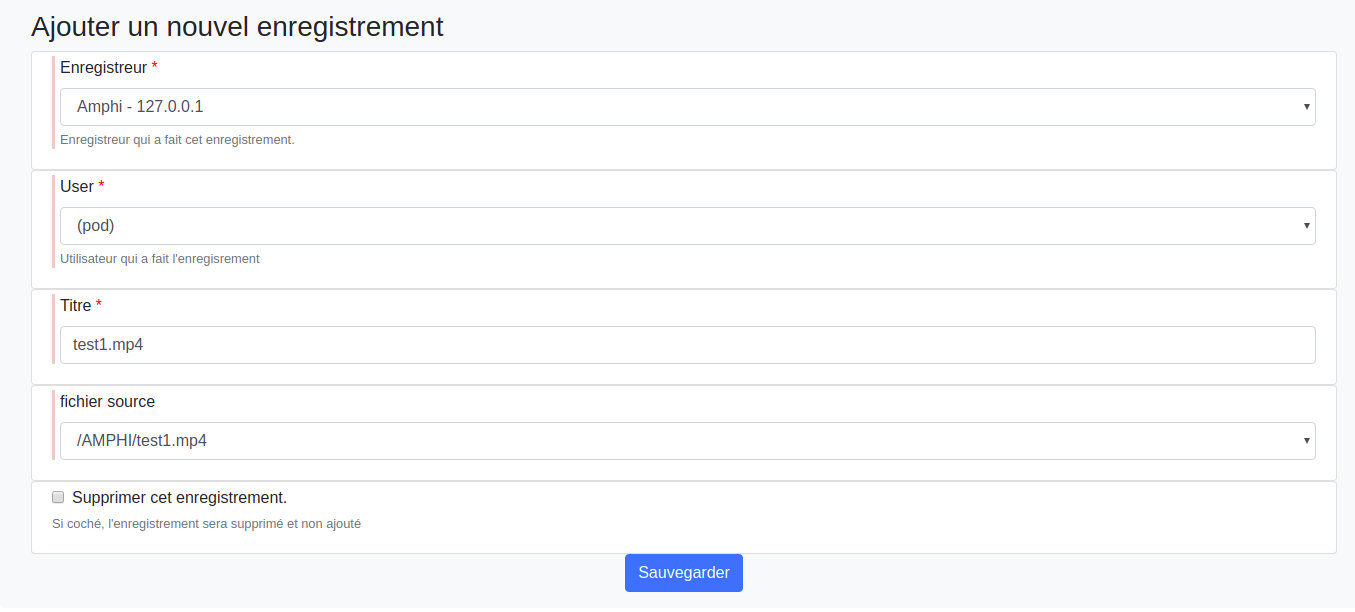 Ajouter un nouvel enregistrement
Enregistreur *
Amphi - 127.0.0.1
Enregistreur qui a fait cet enregistrement.
User *
(pod)
Utilisateur qui a fait l'enregisrement
Titre *
test1.mp4
fichier source
/AMPHI/test1.mp4
Supprimer cet enregistrement.
Si coché, l'enregistrement sera supprimé et non ajouté
Sauvegarder